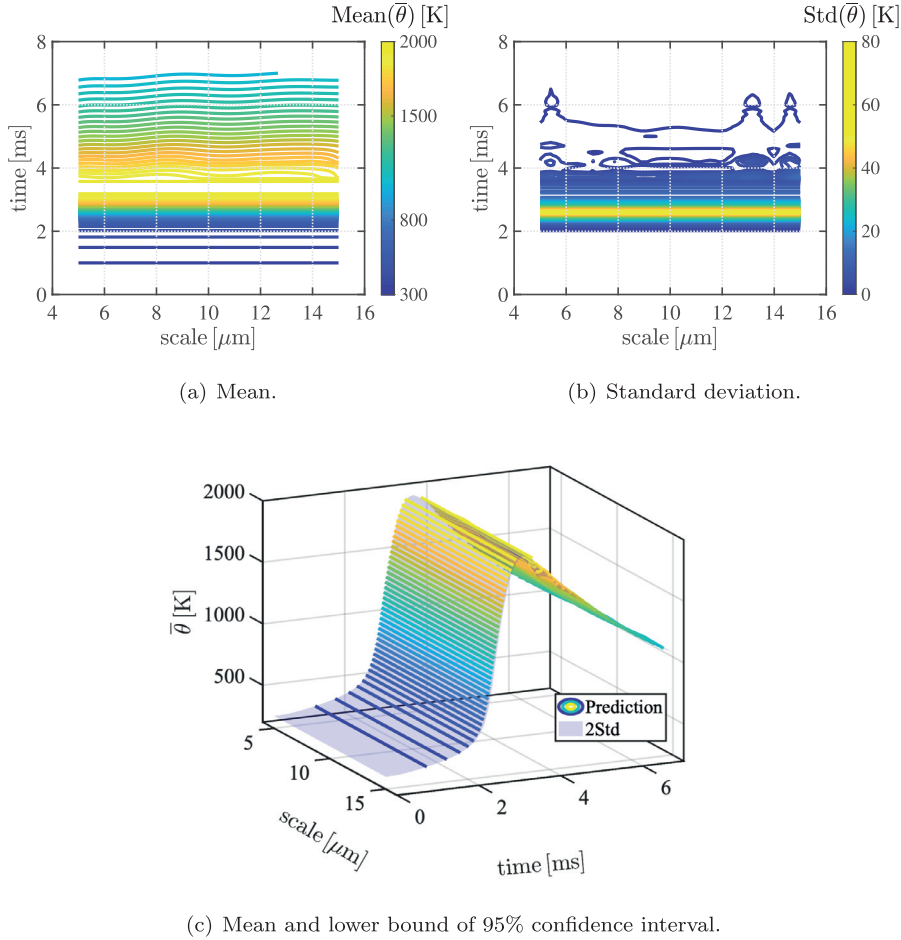 Mean(θ̅) [K]
Std(θ̅) [K]
8
6
4
2
0
time [ms]
4 6 8 10 12 14 16
scale [μm]
2000
1500
800
300
8
6
4
2
0
time [ms]
4 6 8 10 12 14 16
scale [μm]
80
60
40
20
0
(a) Mean.
(b) Standard deviation.
2000
1500
1000
500
θ̅ [K]
5
10
15
scale [μm]
0 2 4 6
time [ms]
Prediction
2Std
(c) Mean and lower bound of 95% confidence interval.